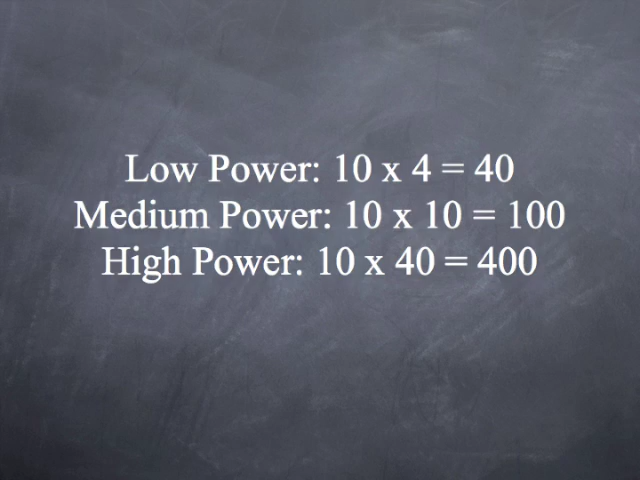 Low Power: 10 x 4 = 40
Medium Power: 10 x 10 = 100
High Power: 10 x 40 = 400